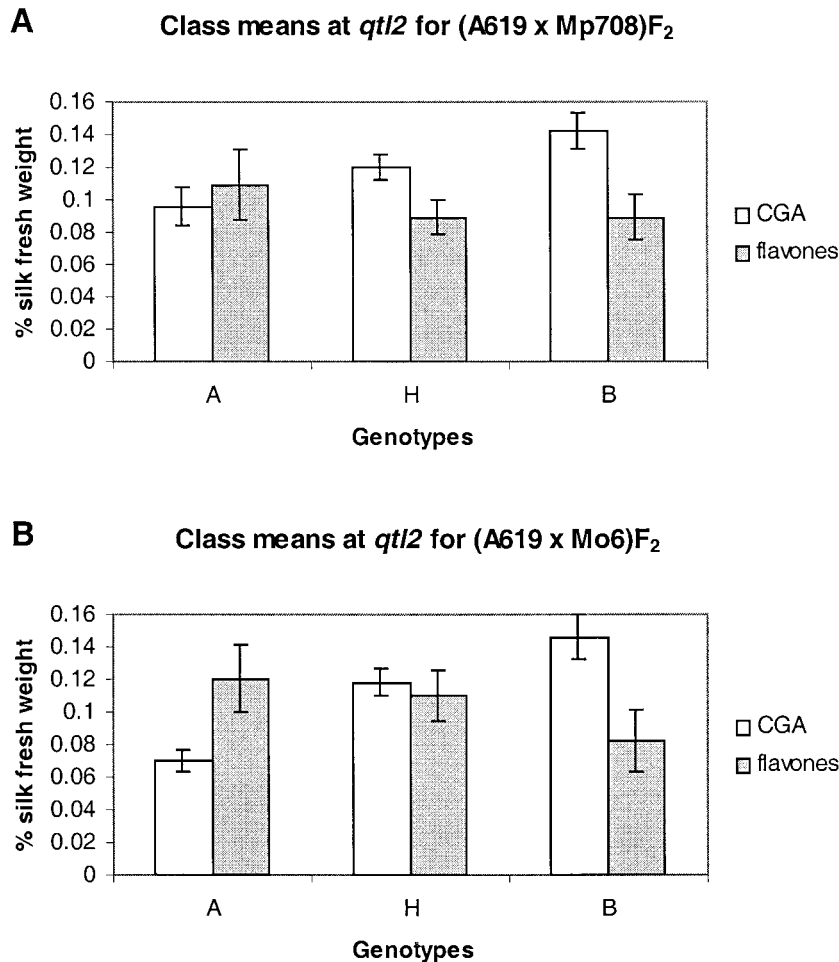 A
Class means at qtl2 for (A619 x Mp708)F₂
0.16
0.14
0.12
0.1
0.08
0.06
0.04
0.02
0
% silk fresh weight
A
H
B
Genotypes
CGA
flavones
B
Class means at qtl2 for (A619 x Mo6)F₂
0.16
0.14
0.12
0.1
0.08
0.06
0.04
0.02
0
% silk fresh weight
A
H
B
Genotypes
CGA
flavones